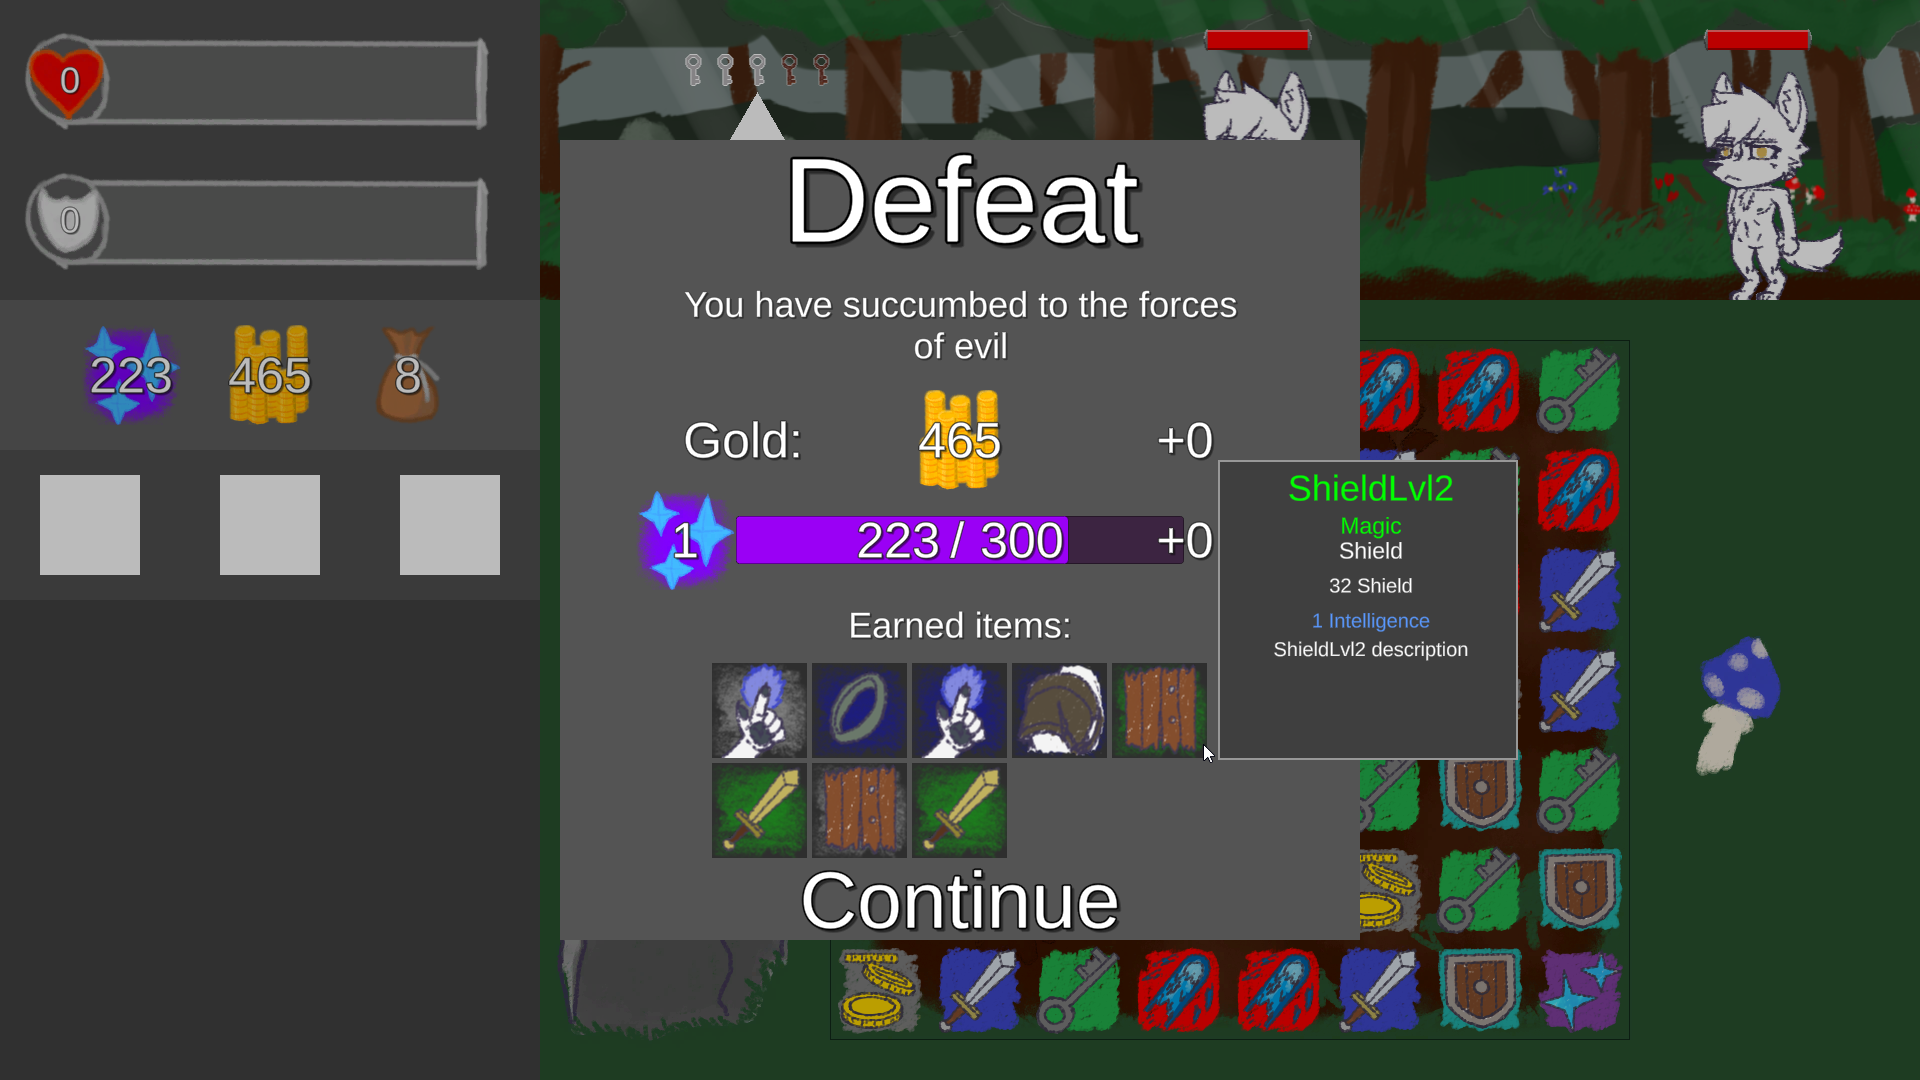 0
0
223
465
8
Defeat
You have succumbed to the forces
of evil
Gold:
465
+0
1
223 / 300
+0
Earned items:
ShieldLvl2
Magic
Shield
32 Shield
1 Intelligence
ShieldLvl2 description
Continue